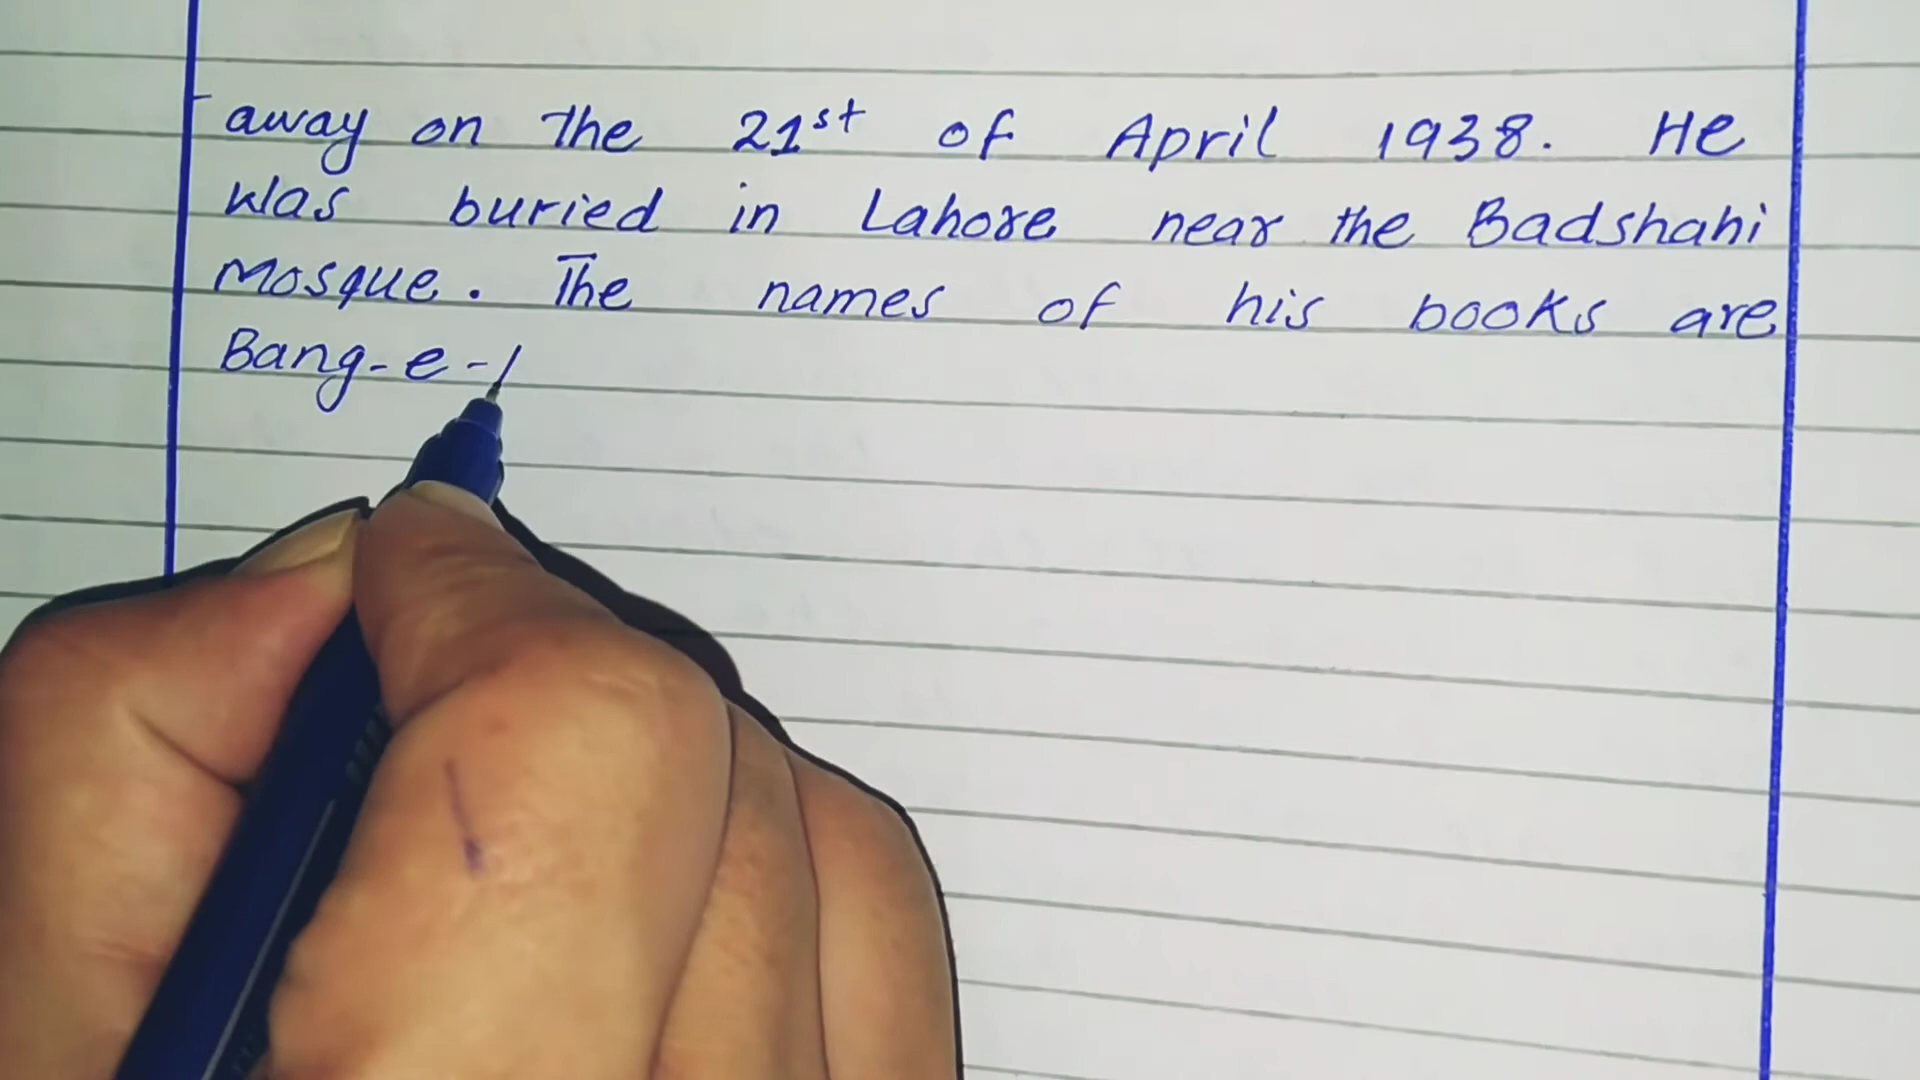 away on the 21st of April 1938. He
was buried in Lahore near the Badshahi
Mosque. The names of his books are
Bang-e-